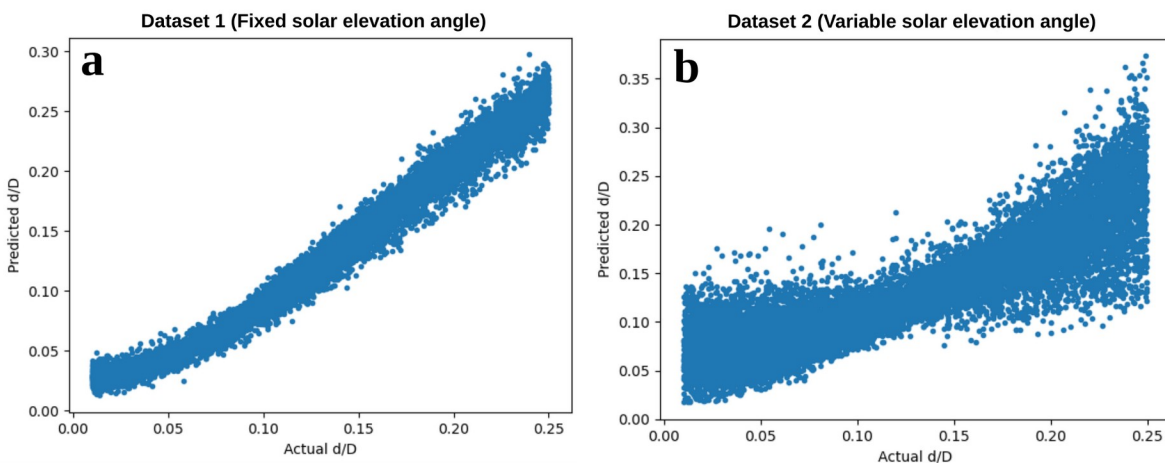 Dataset 1 (Fixed solar elevation angle)
a
0.30
0.25
0.20
0.15
0.10
0.05
0.00
Predicted d/D
0.00 0.05 0.10 0.15 0.20 0.25
Actual d/D
Dataset 2 (Variable solar elevation angle)
b
0.35
0.30
0.25
0.20
0.15
0.10
0.05
0.00
Predicted d/D
0.00 0.05 0.10 0.15 0.20 0.25
Actual d/D